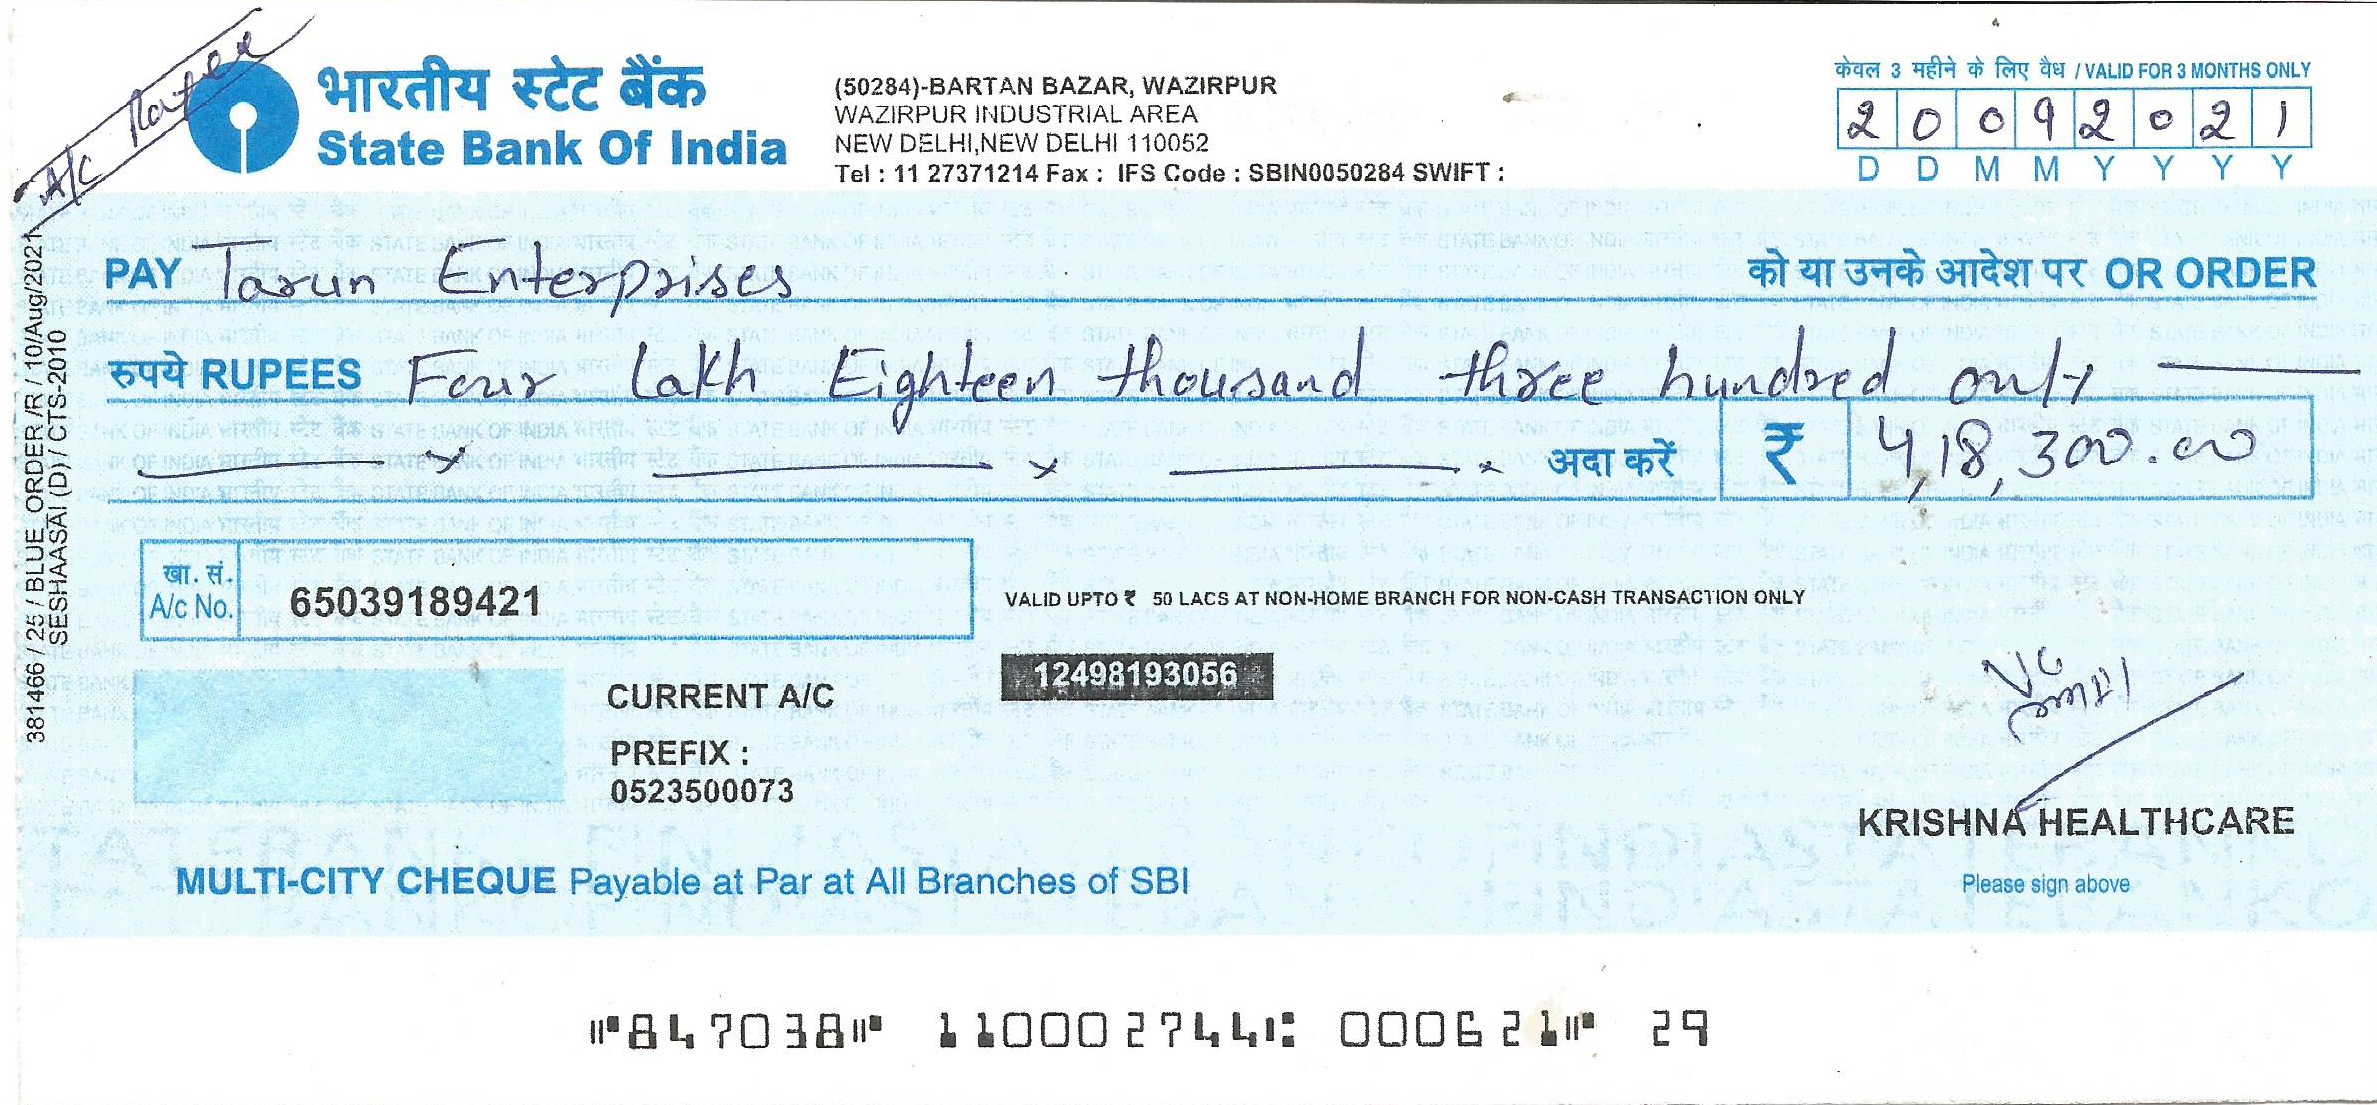 A/C Payee
भारतीय स्टेट बैंक
State Bank Of India
(50284)-BARTAN BAZAR, WAZIRPUR
WAZIRPUR INDUSTRIAL AREA
NEW DELHI,NEW DELHI 110052
Tel : 11 27371214 Fax : IFS Code : SBIN0050284 SWIFT :
केवल 3 महीने के लिए वैध / VALID FOR 3 MONTHS ONLY
2 0 0 9 2 0 2 1
D D M M Y Y Y Y
PAY Tarun Enterprises को या उनके आदेश पर OR ORDER
रुपये RUPEES Four Lakh Eighteen thousand three hundred only
अदा करें ₹ 4,18,300.00
खा. सं.
A/c No. 65039189421
VALID UPTO ₹ 50 LACS AT NON-HOME BRANCH FOR NON-CASH TRANSACTION ONLY
12498193056
CURRENT A/C
PREFIX :
0523500073
KRISHNA HEALTHCARE
Please sign above
MULTI-CITY CHEQUE Payable at Par at All Branches of SBI
3814466 / 25 / BLUE_ORDER /R / 10/Aug/2021
SESHAASAI (D) / CTS-2010
⑈847038⑈ 110002744⑆ 000621⑈ 29